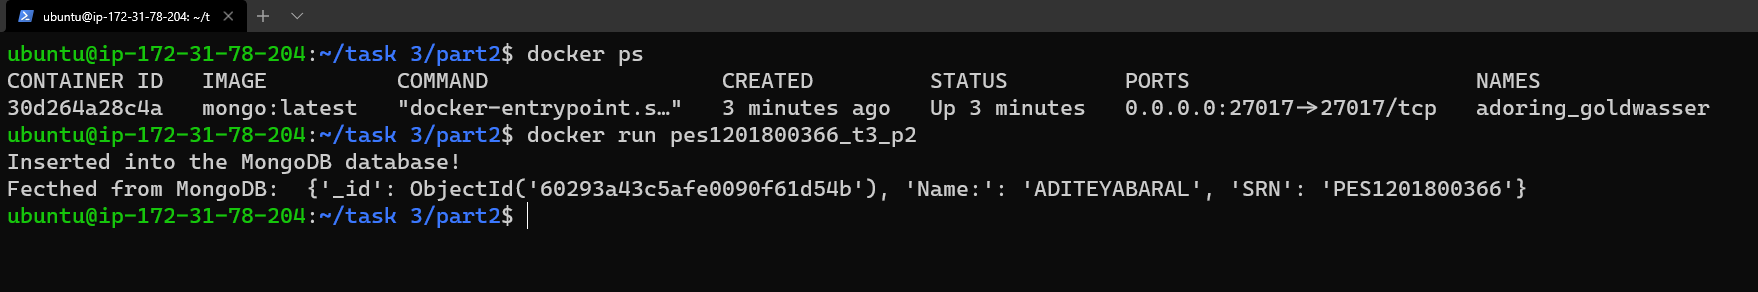 ubuntu@ip-172-31-78-204: ~/t
ubuntu@ip-172-31-78-204:~/task 3/part2$ docker ps
CONTAINER ID   IMAGE          COMMAND                  CREATED         STATUS         PORTS                      NAMES
30d264a28c4a   mongo:latest   "docker-entrypoint.s…"   3 minutes ago   Up 3 minutes   0.0.0.0:27017->27017/tcp   adoring_goldwasser
ubuntu@ip-172-31-78-204:~/task 3/part2$ docker run pes1201800366_t3_p2
Inserted into the MongoDB database!
Fecthed from MongoDB:  {'_id': ObjectId('60293a43c5afe0090f61d54b'), 'Name:': 'ADITEYABARAL', 'SRN': 'PES1201800366'}
ubuntu@ip-172-31-78-204:~/task 3/part2$